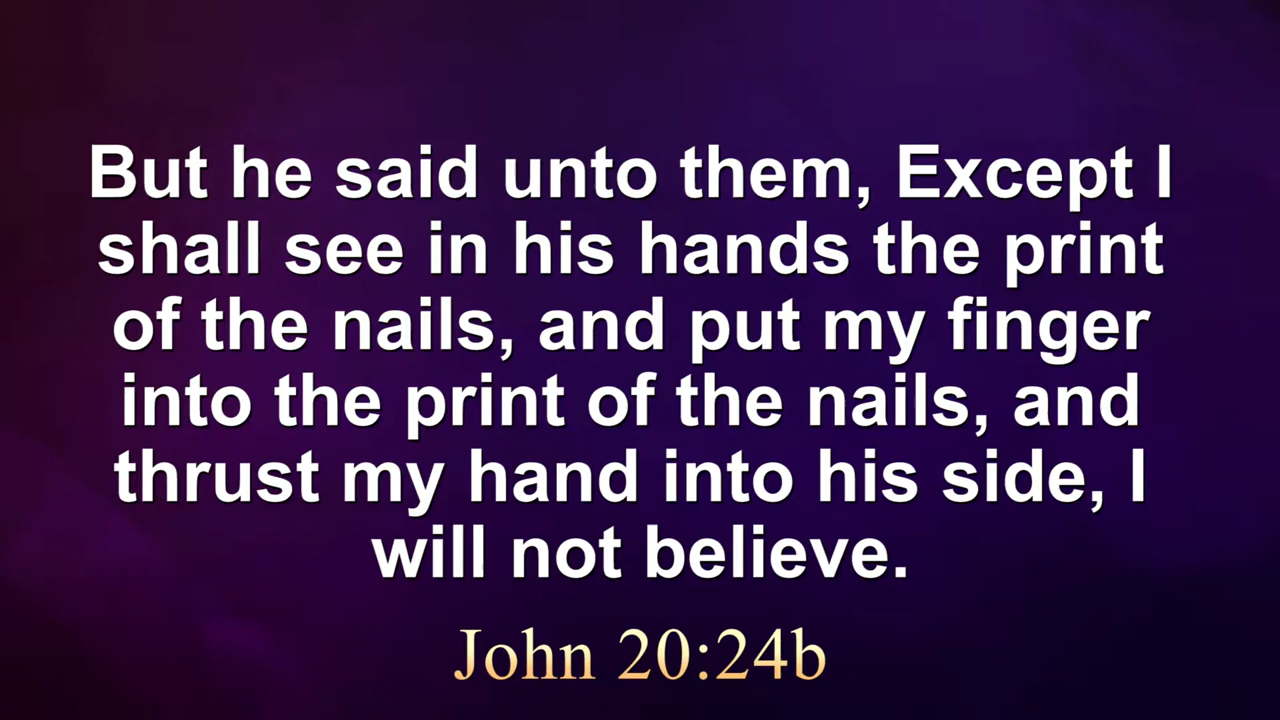 But he said unto them, Except I
shall see in his hands the print
of the nails, and put my finger
into the print of the nails, and
thrust my hand into his side, I
will not believe.
John 20:24b